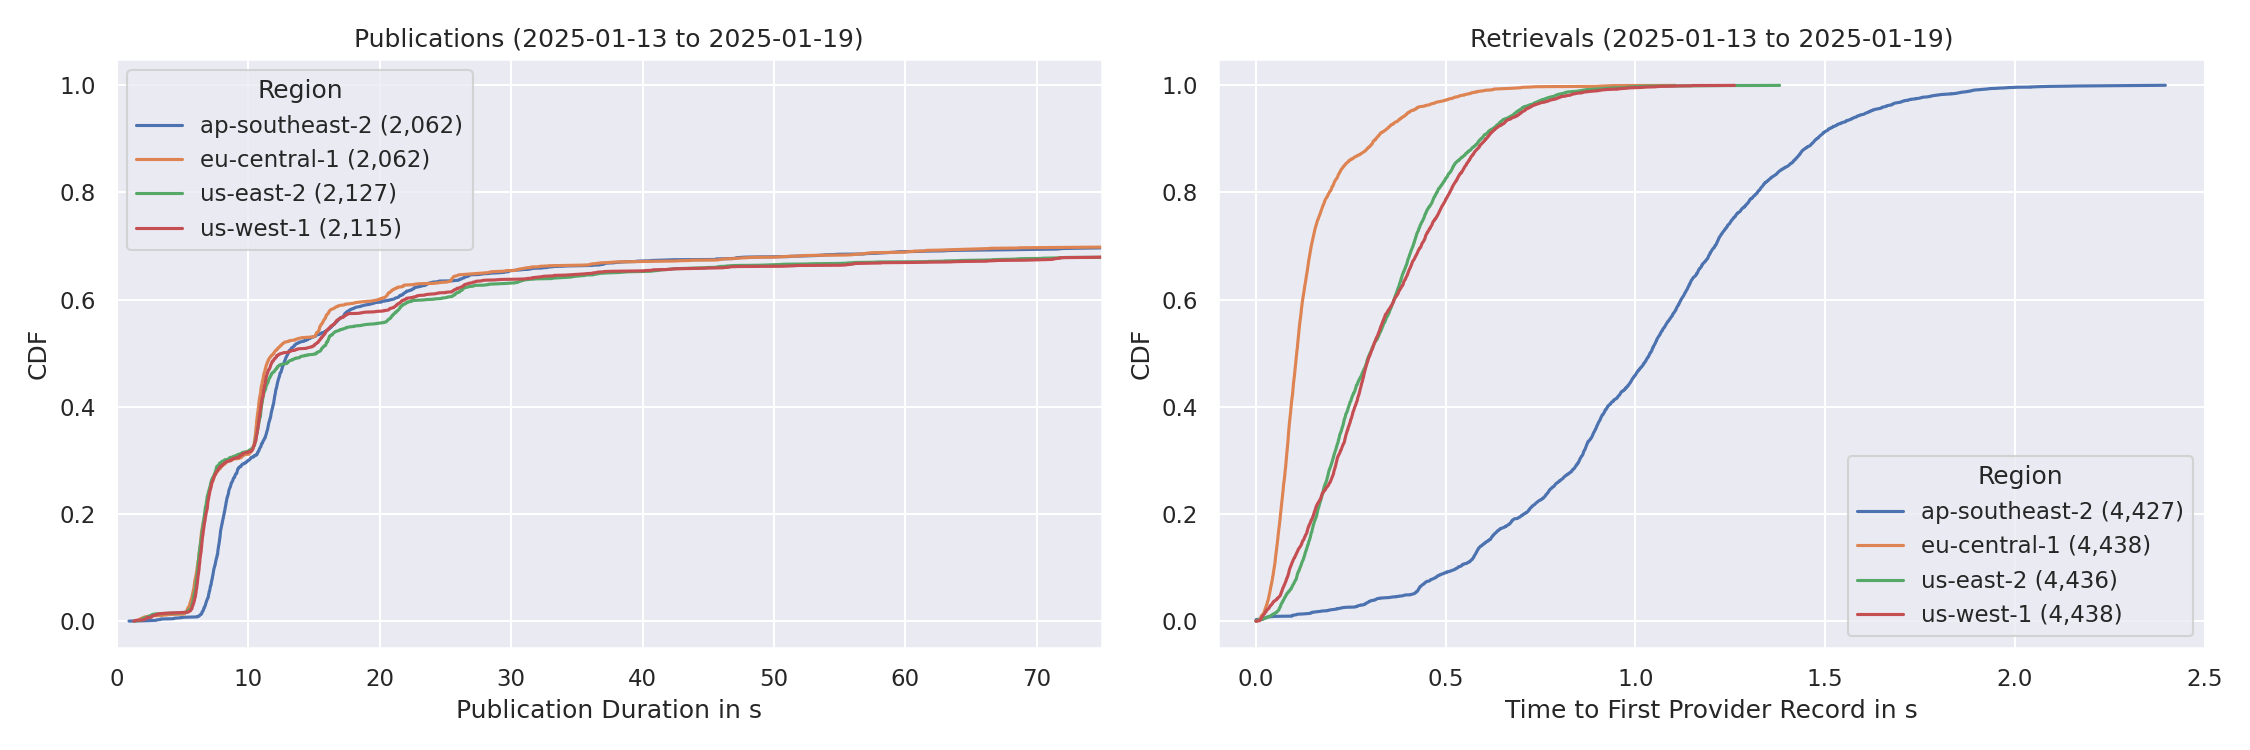 Publications (2025-01-13 to 2025-01-19)
CDF
1.0
0.8
0.6
0.4
0.2
0.0
Region
ap-southeast-2 (2,062)
eu-central-1 (2,062)
us-east-2 (2,127)
us-west-1 (2,115)
0 10 20 30 40 50 60 70
Publication Duration in s
Retrievals (2025-01-13 to 2025-01-19)
CDF
1.0
0.8
0.6
0.4
0.2
0.0
Region
ap-southeast-2 (4,427)
eu-central-1 (4,438)
us-east-2 (4,436)
us-west-1 (4,438)
0.0 0.5 1.0 1.5 2.0 2.5
Time to First Provider Record in s